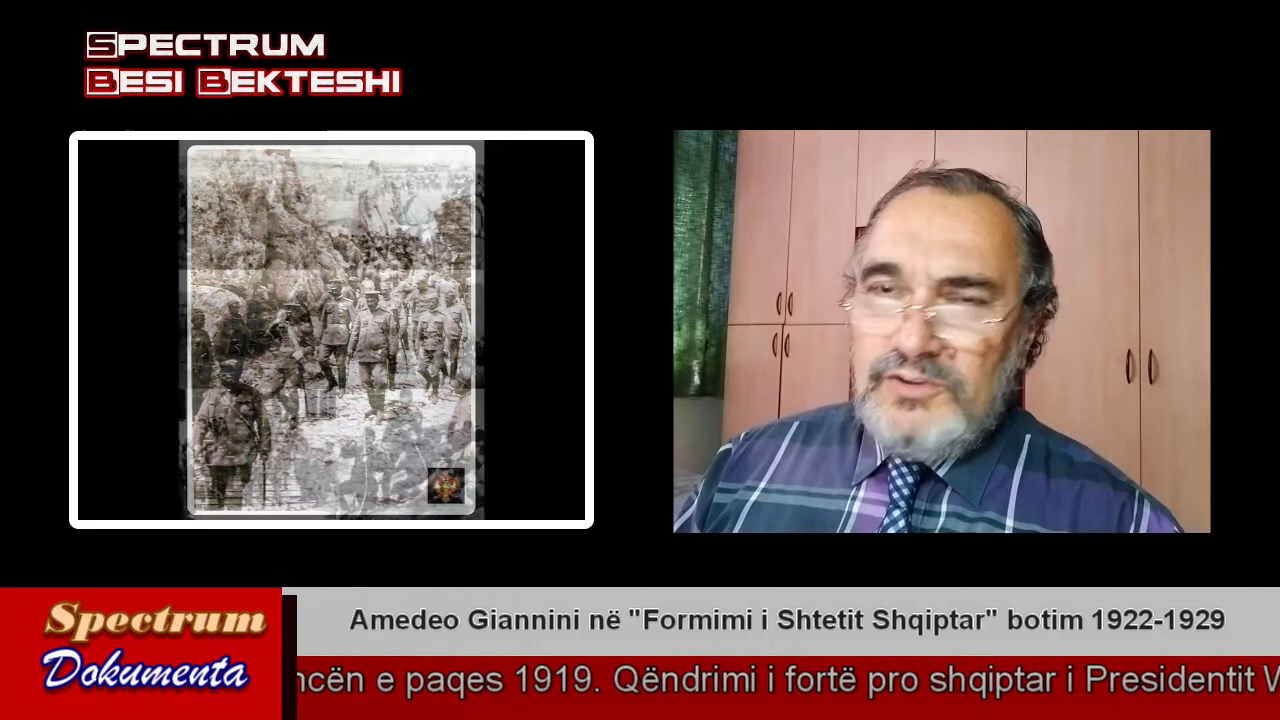 Spectrum
Besi Bekteshi
Spectrum
Dokumenta
Amedeo Giannini në "Formimi i Shtetit Shqiptar" botim 1922-1929
ncën e paqes 1919. Qëndrimi i fortë pro shqiptar i Presidentit W